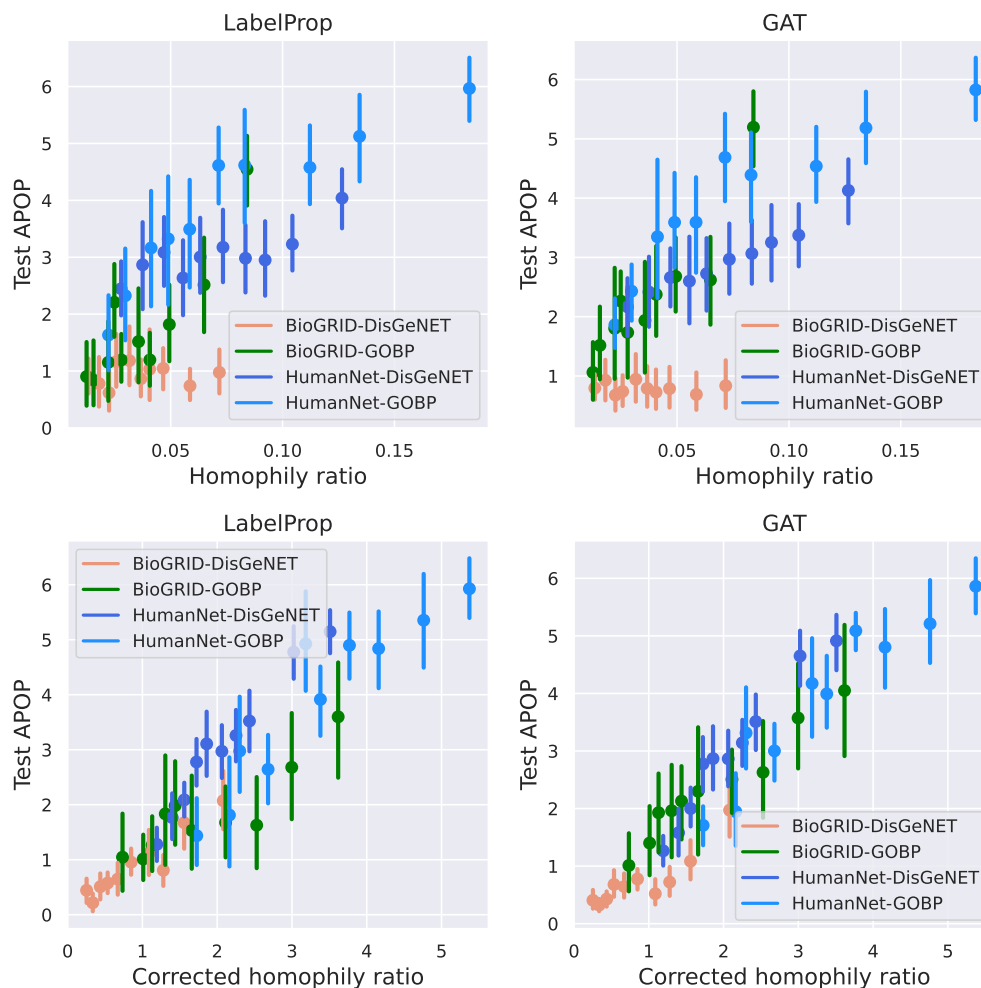 LabelProp
Test APOP
6
5
4
3
2
1
0
BioGRID-DisGeNET
BioGRID-GOBP
HumanNet-DisGeNET
HumanNet-GOBP
0.05
0.10
0.15
Homophily ratio
GAT
Test APOP
6
5
4
3
2
1
BioGRID-DisGeNET
BioGRID-GOBP
HumanNet-DisGeNET
HumanNet-GOBP
0.05
0.10
0.15
Homophily ratio
LabelProp
Test APOP
6
5
4
3
2
1
0
BioGRID-DisGeNET
BioGRID-GOBP
HumanNet-DisGeNET
HumanNet-GOBP
0
1
2
3
4
5
Corrected homophily ratio
GAT
Test APOP
6
5
4
3
2
1
0
BioGRID-DisGeNET
BioGRID-GOBP
HumanNet-DisGeNET
HumanNet-GOBP
0
1
2
3
4
5
Corrected homophily ratio